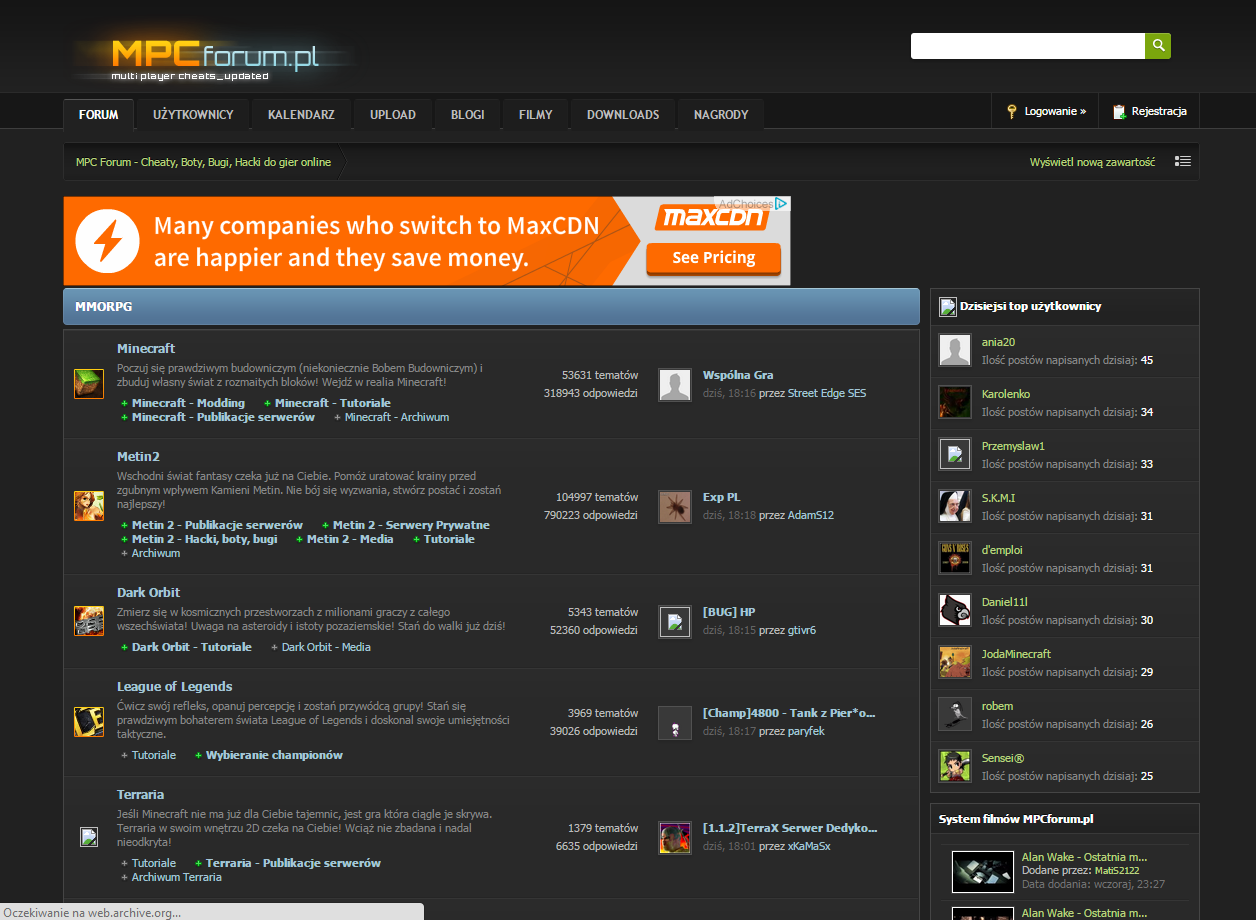 MPCforum.pl
multi player cheats_updated
FORUM UŻYTKOWNICY KALENDARZ UPLOAD BLOGI FILMY DOWNLOADS NAGRODY
Logowanie » Rejestracja
MPC Forum - Cheaty, Boty, Bugi, Hacki do gier online
Wyświetl nową zawartość
AdChoices
Many companies who switch to MaxCDN
are happier and they save money.
maxcdn
See Pricing
MMORPG
Minecraft
Poczuj się prawdziwym budowniczym (niekoniecznie Bobem Budowniczym) i
zbuduj własny świat z rozmaitych bloków! Wejdź w realia Minecraft!
+ Minecraft - Modding + Minecraft - Tutoriale
+ Minecraft - Publikacje serwerów + Minecraft - Archiwum
53631 tematów
318943 odpowiedzi
Wspólna Gra
dziś, 18:16 przez Street Edge SES
Metin2
Wschodni świat fantasy czeka już na Ciebie. Pomóż uratować krainy przed
zgubnym wpływem Kamieni Metin. Nie bój się wyzwania, stwórz postać i zostań
najlepszy!
+ Metin 2 - Publikacje serwerów + Metin 2 - Serwery Prywatne
+ Metin 2 - Hacki, boty, bugi + Metin 2 - Media + Tutoriale
+ Archiwum
104997 tematów
790223 odpowiedzi
Exp PL
dziś, 18:18 przez AdamS12
Dark Orbit
Zmierz się w kosmicznych przestworzach z milionami graczy z całego
wszechświata! Uwaga na asteroidy i istoty pozaziemskie! Stań do walki już dziś!
+ Dark Orbit - Tutoriale + Dark Orbit - Media
5343 tematów
52360 odpowiedzi
[BUG] HP
dziś, 18:15 przez gtivr6
League of Legends
Ćwicz swój refleks, opanuj percepcję i zostań przywódcą grupy! Stań się
prawdziwym bohaterem świata League of Legends i doskonal swoje umiejętności
taktyczne.
+ Tutoriale + Wybieranie championów
3969 tematów
39026 odpowiedzi
[Champ]4800 - Tank z Pier*o...
dziś, 18:17 przez paryfek
Terraria
Jeśli Minecraft nie ma już dla Ciebie tajemnic, jest gra która ciągle je skrywa.
Terraria w swoim wnętrzu 2D czeka na Ciebie! Wciąż nie zbadana i nadal
nieodkryta!
+ Tutoriale + Terraria - Publikacje serwerów
+ Archiwum Terraria
1379 tematów
6635 odpowiedzi
[1.1.2]TerraX Serwer Dedyko...
dziś, 18:01 przez xKaMaSx
Dzisiejsi top użytkownicy
ania20
Ilość postów napisanych dzisiaj: 45
Karolenko
Ilość postów napisanych dzisiaj: 34
Przemyslaw1
Ilość postów napisanych dzisiaj: 33
S.K.M.I
Ilość postów napisanych dzisiaj: 31
d'emploi
Ilość postów napisanych dzisiaj: 31
Daniel11l
Ilość postów napisanych dzisiaj: 30
JodaMinecraft
Ilość postów napisanych dzisiaj: 29
robem
Ilość postów napisanych dzisiaj: 26
Sensei®
Ilość postów napisanych dzisiaj: 25
System filmów MPCforum.pl
Alan Wake - Ostatnia m...
Dodane przez: MatiS2122
Data dodania: wczoraj, 23:27
Alan Wake - Ostatnia m...
Oczekiwanie na web.archive.org...